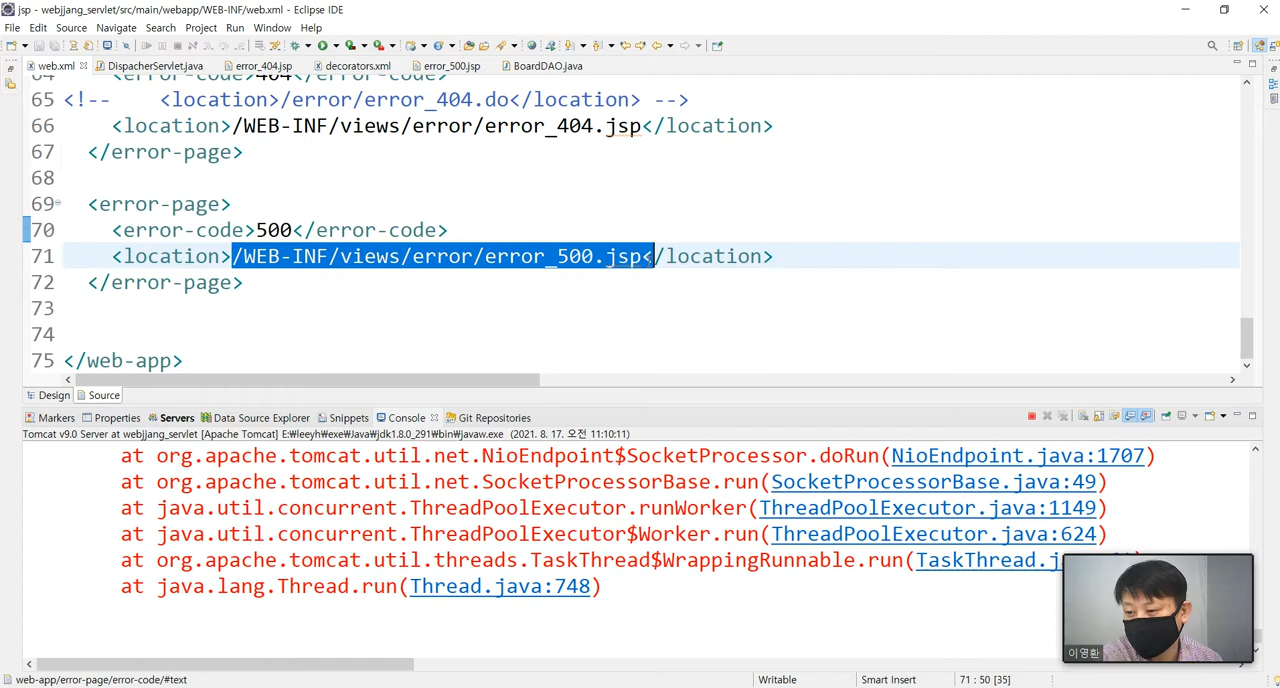 jsp - webjjang_servlet/src/main/webapp/WEB-INF/web.xml - Eclipse IDE
File Edit Source Navigate Search Project Run Window Help
web.xml DispacherServlet.java error_404.jsp decorators.xml error_500.jsp BoardDAO.java
64 <error-code>404</error-code>
65 <!-- <location>/error/error_404.do</location> -->
66 <location>/WEB-INF/views/error/error_404.jsp</location>
67 </error-page>
68
69 <error-page>
70 <error-code>500</error-code>
71 <location>/WEB-INF/views/error/error_500.jsp</location>
72 </error-page>
73
74
75 </web-app>
Design Source
Markers Properties Servers Data Source Explorer Snippets Console Git Repositories
Tomcat v9.0 Server at webjjang_servlet [Apache Tomcat] E:₩leeyh₩exe₩Java₩jdk1.8.0_291₩bin₩javaw.exe (2021. 8. 17. 오전 11:10:11)
at org.apache.tomcat.util.net.NioEndpoint$SocketProcessor.doRun(NioEndpoint.java:1707)
at org.apache.tomcat.util.net.SocketProcessorBase.run(SocketProcessorBase.java:49)
at java.util.concurrent.ThreadPoolExecutor.runWorker(ThreadPoolExecutor.java:1149)
at java.util.concurrent.ThreadPoolExecutor$Worker.run(ThreadPoolExecutor.java:624)
at org.apache.tomcat.util.threads.TaskThread$WrappingRunnable.run(TaskThread.j
at java.lang.Thread.run(Thread.java:748)
이영환
web-app/error-page/error-code/#text Writable Smart Insert 71 : 50 [35]